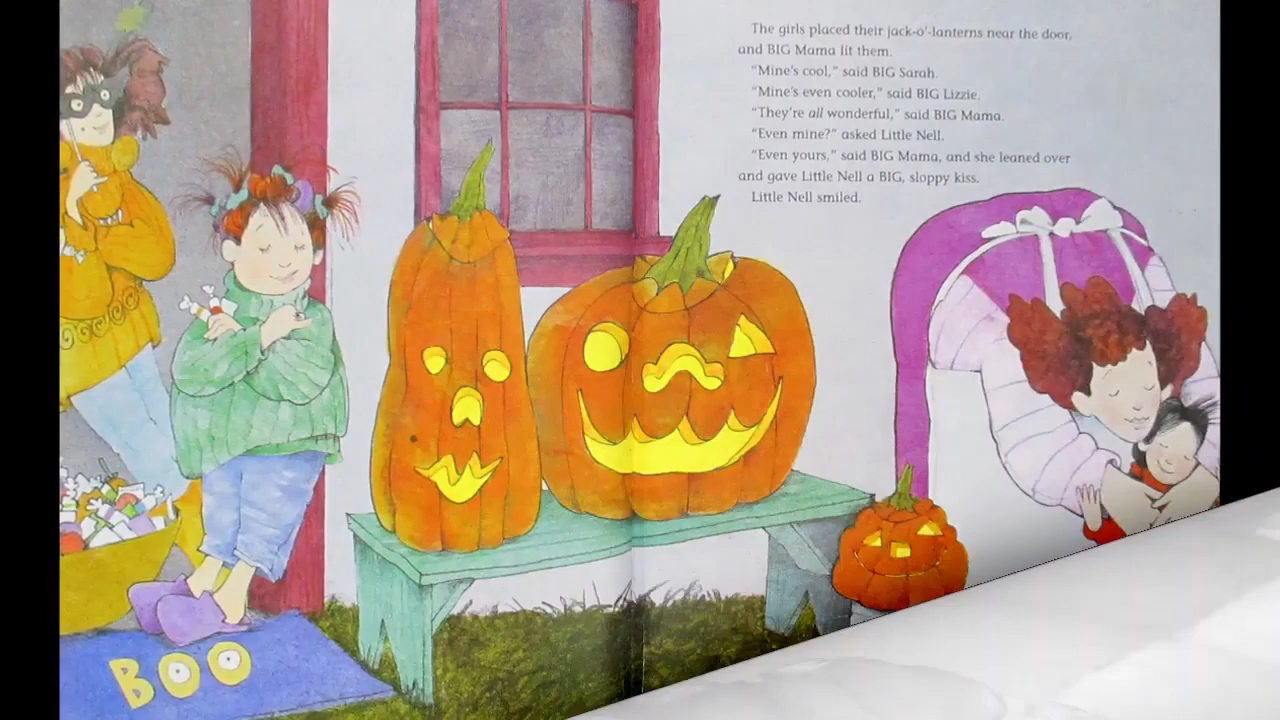 The girls placed their jack-o'-lanterns near the door,
and BIG Mama lit them.
"Mine's cool," said BIG Sarah.
"Mine's even cooler," said BIG Lizzie.
"They're all wonderful," said BIG Mama.
"Even mine?" asked Little Nell.
"Even yours," said BIG Mama, and she leaned over
and gave Little Nell a BIG, sloppy kiss.
Little Nell smiled.
BOO